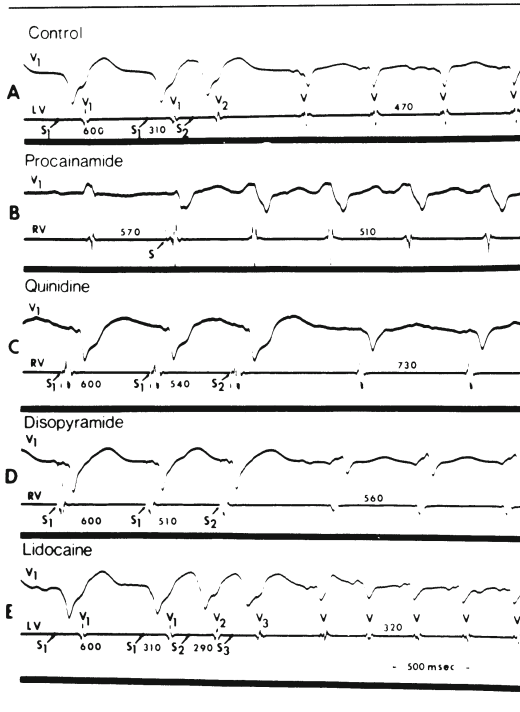 Control
V1
A
V1 V1 V2 V V V V
LV 470
S1 600 S1 310 S2
Procainamide
V1
B
RV 570 510
S
Quinidine
V1
C
RV 730
S1 600 S1 540 S2
Disopyramide
V1
D
RV 560
S1 600 S1 510 S2
Lidocaine
V1
E
V1 V1 V2 V3 V V V V V
LV 320
S1 600 S1 310 S2 290 S3
- 500 msec -